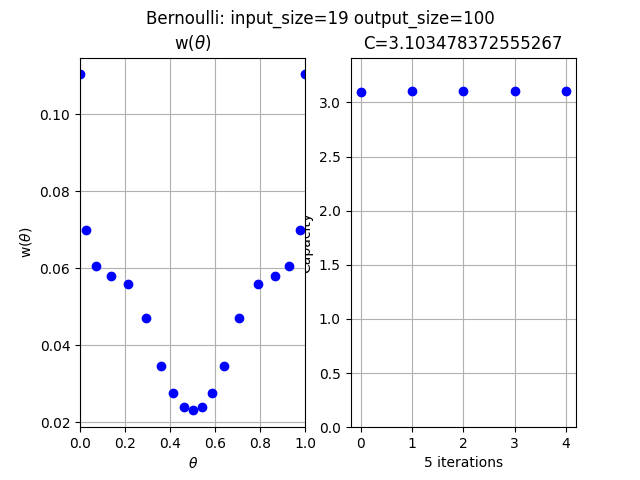 Bernoulli: input_size=19 output_size=100
w(θ)
C=3.103478372555267
w(θ)
0.10
0.08
0.06
0.04
0.02
0.0 0.2 0.4 0.6 0.8 1.0
θ
Capacity
3.0
2.5
2.0
1.5
1.0
0.5
0.0
0 1 2 3 4
5 iterations